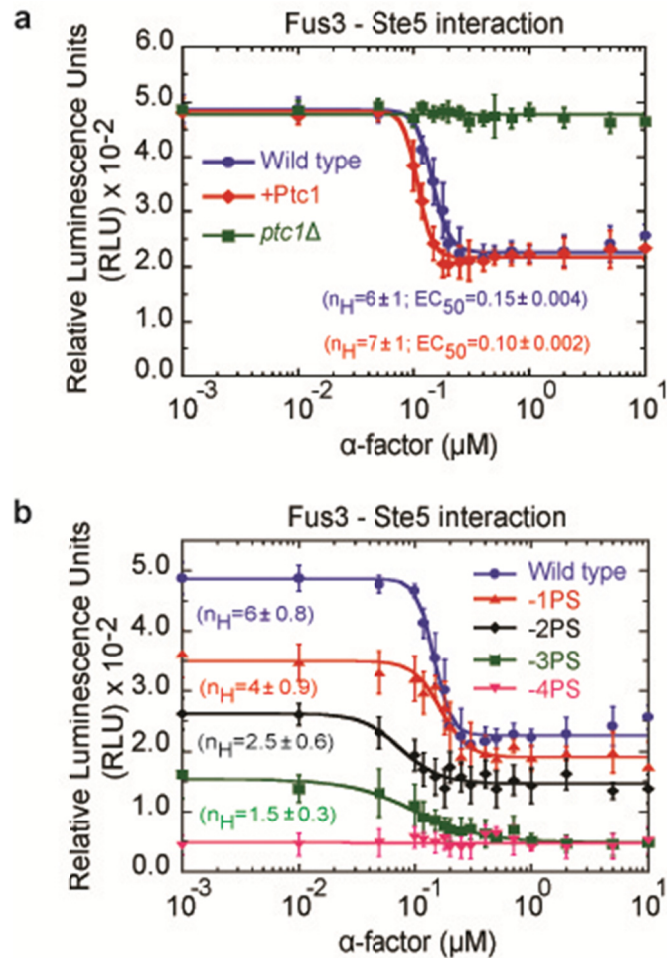 a
Fus3 - Ste5 interaction
Relative Luminescence Units
(RLU) x 10-2
6.0
5.0
4.0
3.0
2.0
1.0
0.0
Wild type
+Ptc1
ptc1Δ
(nH=6±1; EC50=0.15±0.004)
(nH=7±1; EC50=0.10±0.002)
10-3 10-2 10-1 100 101
α-factor (µM)
b
Fus3 - Ste5 interaction
Relative Luminescence Units
(RLU) x 10-2
5.0
4.0
3.0
2.0
1.0
0.0
Wild type
-1PS
-2PS
-3PS
-4PS
(nH=6±0.8)
(nH=4±0.9)
(nH=2.5±0.6)
(nH=1.5±0.3)
10-3 10-2 10-1 100 101
α-factor (µM)